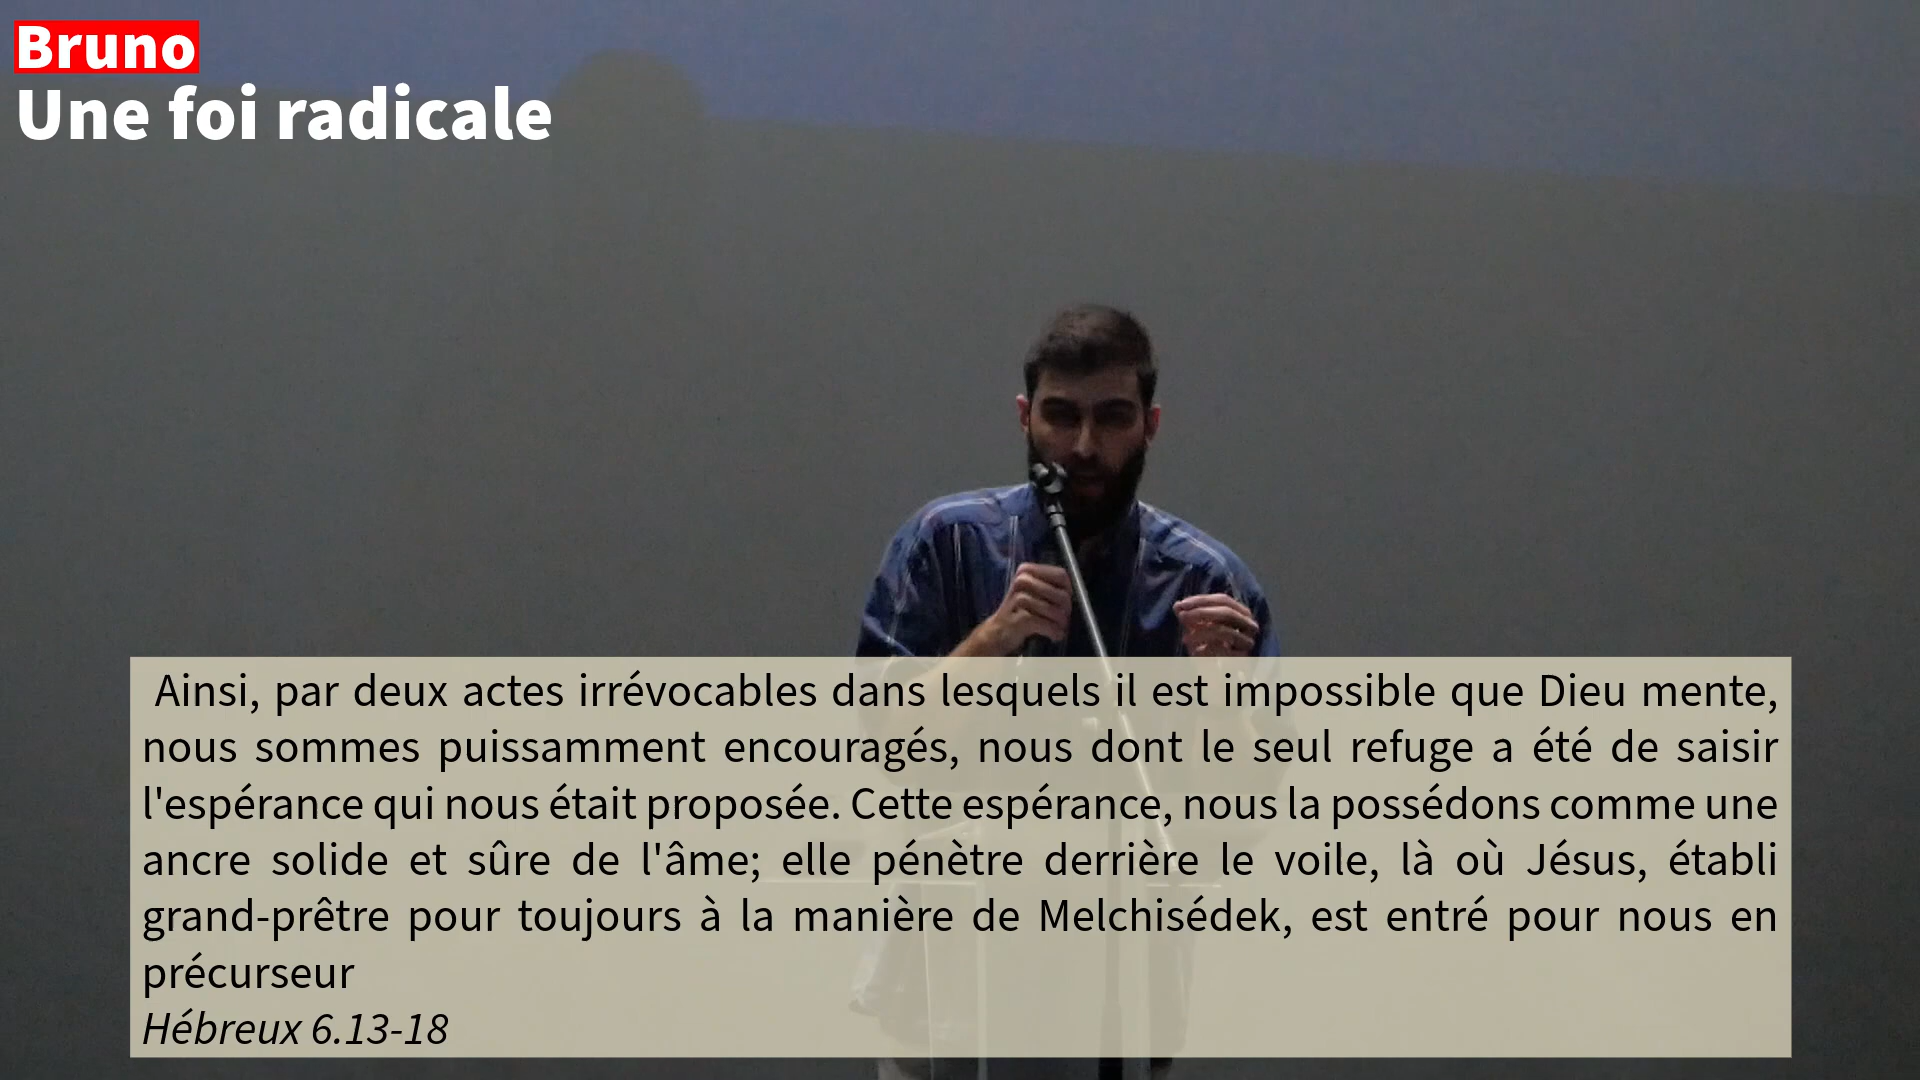 Bruno
Une foi radicale
Ainsi, par deux actes irrévocables dans lesquels il est impossible que Dieu mente,
nous sommes puissamment encouragés, nous dont le seul refuge a été de saisir
l'espérance qui nous était proposée. Cette espérance, nous la possédons comme une
ancre solide et sûre de l'âme; elle pénètre derrière le voile, là où Jésus, établi
grand-prêtre pour toujours à la manière de Melchisédek, est entré pour nous en
précurseur
Hébreux 6.13-18